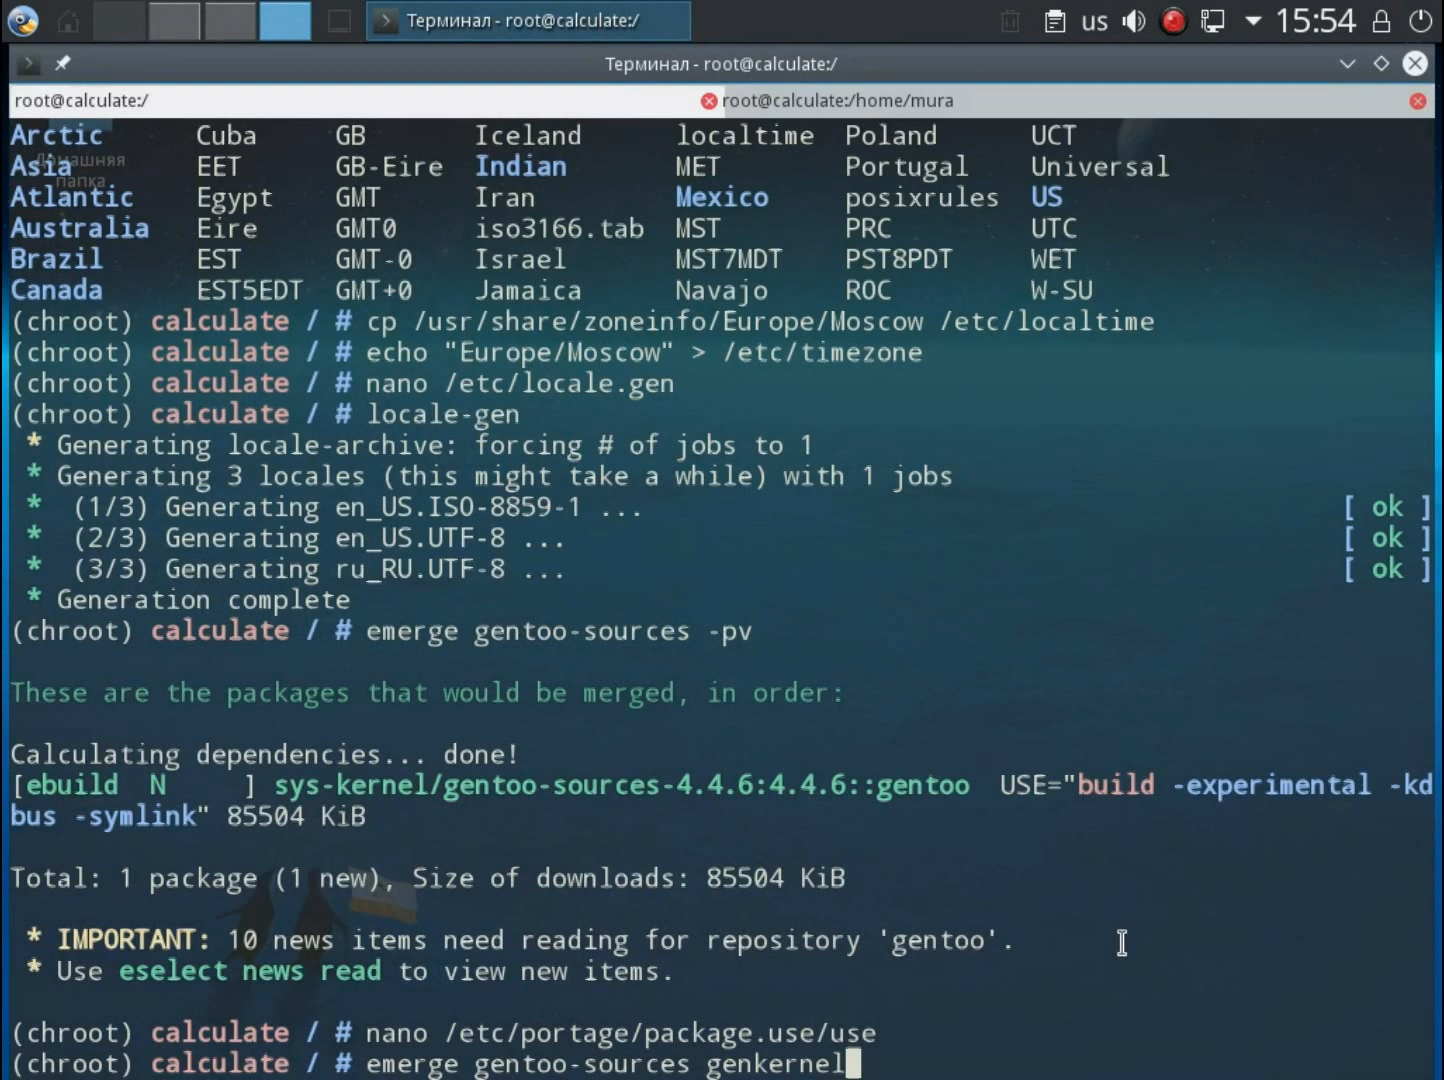 Терминал - root@calculate:/
us
15:54
Терминал - root@calculate:/
root@calculate:/
root@calculate:/home/mura
Домашняя
папка
Arctic Cuba GB Iceland localtime Poland UCT
Asia EET GB-Eire Indian MET Portugal Universal
Atlantic Egypt GMT Iran Mexico posixrules US
Australia Eire GMT0 iso3166.tab MST PRC UTC
Brazil EST GMT-0 Israel MST7MDT PST8PDT WET
Canada EST5EDT GMT+0 Jamaica Navajo ROC W-SU
(chroot) calculate / # cp /usr/share/zoneinfo/Europe/Moscow /etc/localtime
(chroot) calculate / # echo "Europe/Moscow" > /etc/timezone
(chroot) calculate / # nano /etc/locale.gen
(chroot) calculate / # locale-gen
* Generating locale-archive: forcing # of jobs to 1
* Generating 3 locales (this might take a while) with 1 jobs
* (1/3) Generating en_US.ISO-8859-1 ... [ ok ]
* (2/3) Generating en_US.UTF-8 ... [ ok ]
* (3/3) Generating ru_RU.UTF-8 ... [ ok ]
* Generation complete
(chroot) calculate / # emerge gentoo-sources -pv
These are the packages that would be merged, in order:
Calculating dependencies... done!
[ebuild N ] sys-kernel/gentoo-sources-4.4.6:4.4.6::gentoo USE="build -experimental -kd
bus -symlink" 85504 KiB
Total: 1 package (1 new), Size of downloads: 85504 KiB
* IMPORTANT: 10 news items need reading for repository 'gentoo'.
* Use eselect news read to view new items.
(chroot) calculate / # nano /etc/portage/package.use/use
(chroot) calculate / # emerge gentoo-sources genkernel